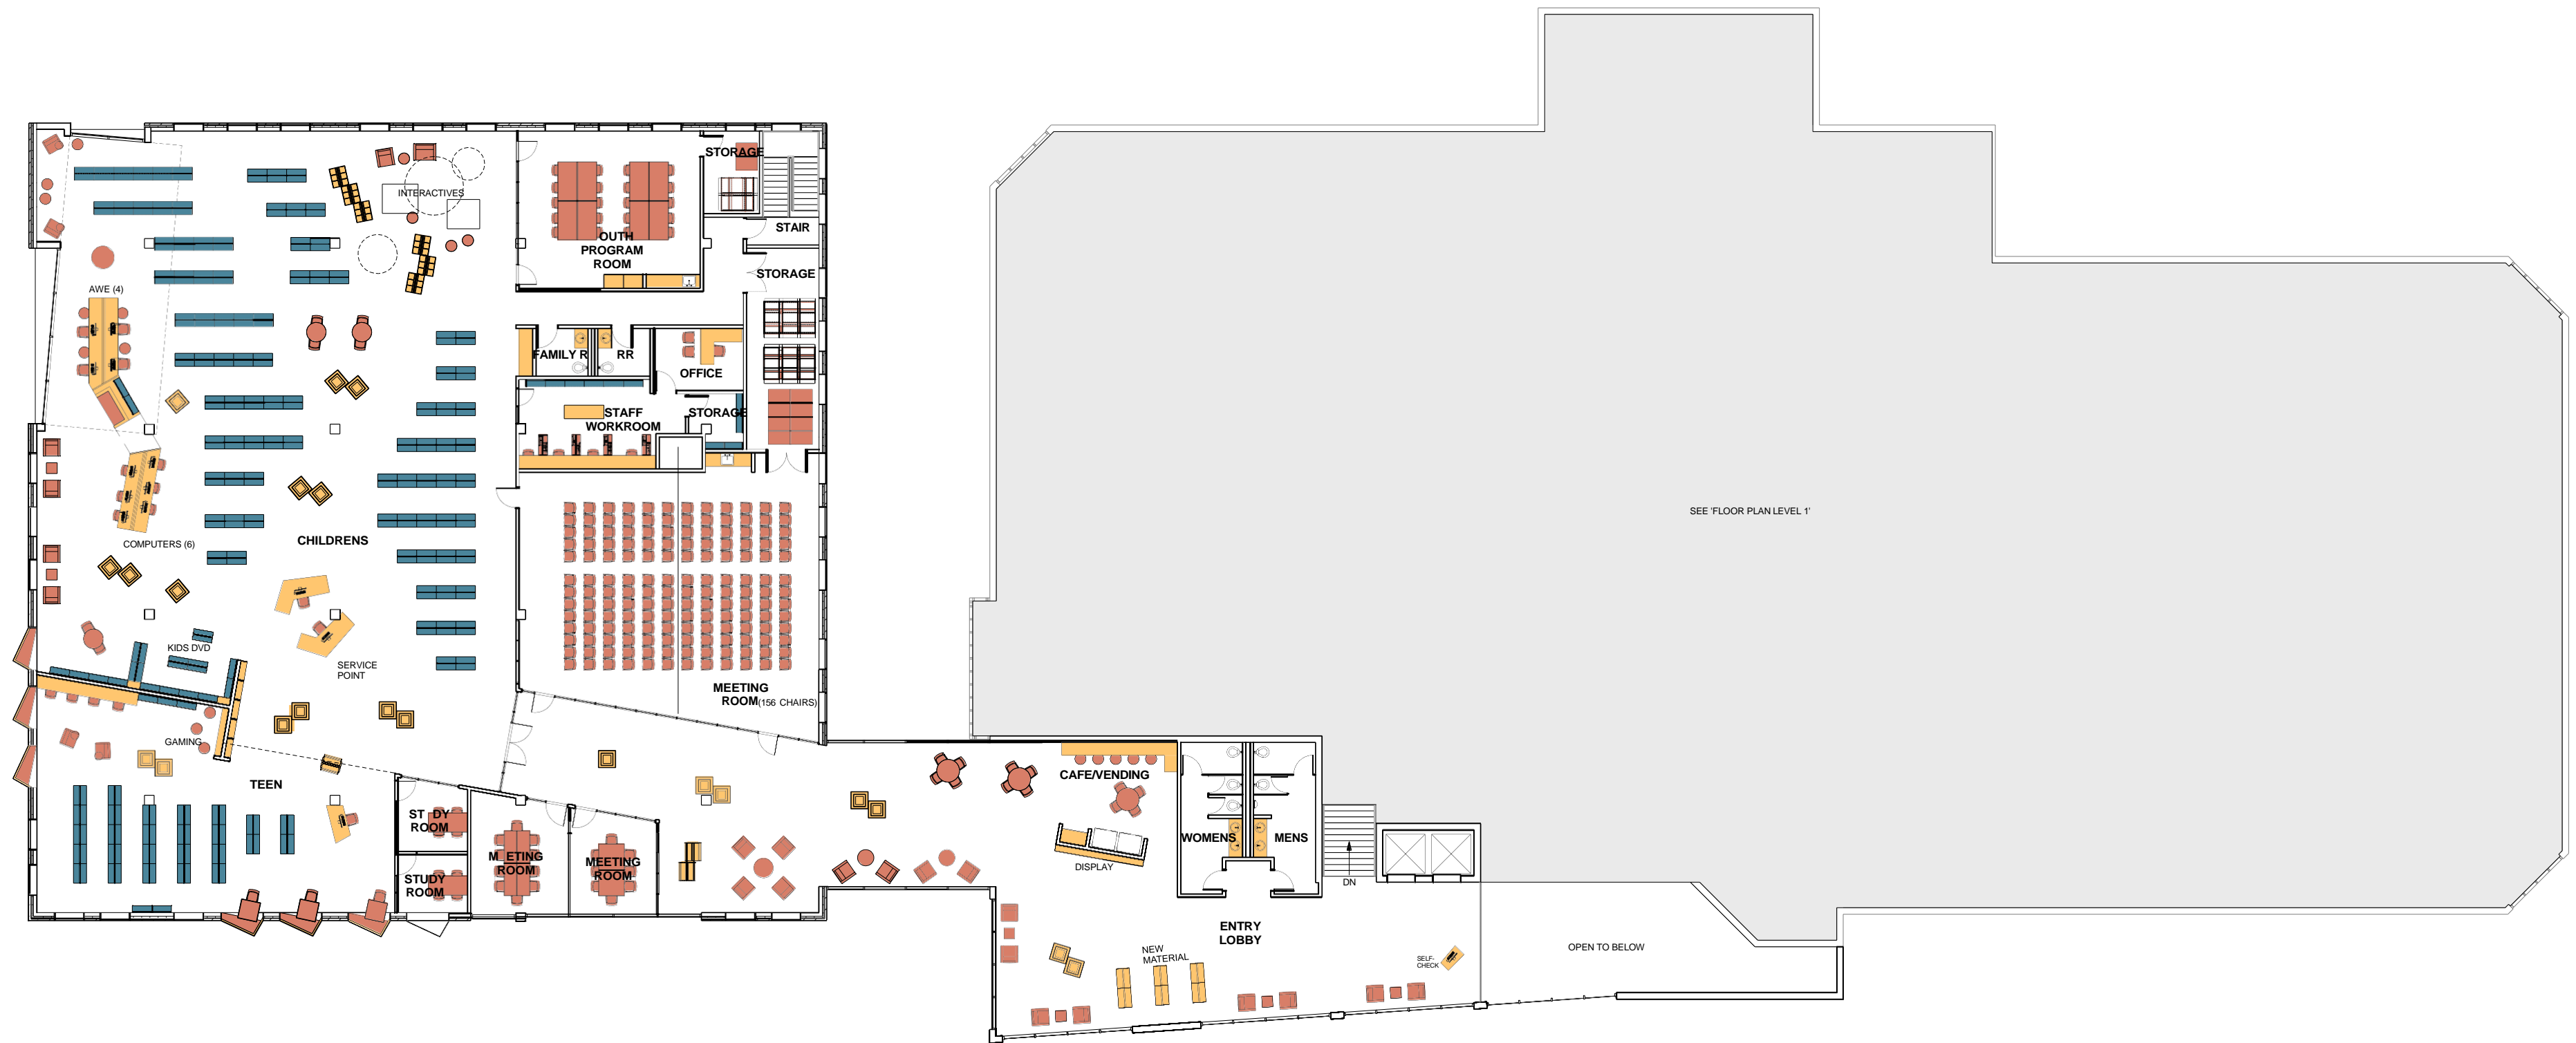 INTERACTIVES
STORAGE
STAIR
OUTH
PROGRAM
ROOM
STORAGE
AWE (4)
FAMILY R
RR
OFFICE
STAFF
WORKROOM
STORAGE
SEE 'FLOOR PLAN LEVEL 1'
COMPUTERS (6)
CHILDRENS
KIDS DVD
SERVICE
POINT
MEETING
ROOM(156 CHAIRS)
GAMING
TEEN
CAFE/VENDING
ST DY
ROOM
STUDY
ROOM
M ETING
ROOM
MEETING
ROOM
WOMENS
MENS
DISPLAY
DN
ENTRY
LOBBY
NEW
MATERIAL
SELF-
CHECK
OPEN TO BELOW